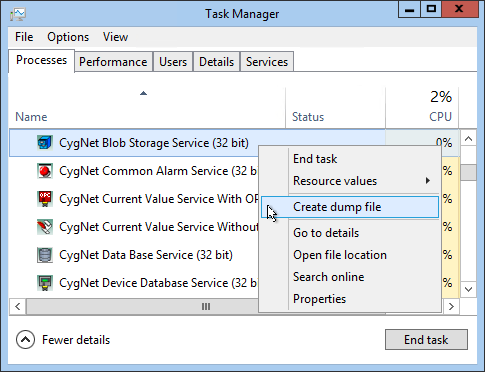 Task Manager
File Options View
Processes Performance Users Details Services
2%
Name Status CPU
CygNet Blob Storage Service (32 bit) 0%
CygNet Common Alarm Service (32 bit) %
CygNet Current Value Service With OP %
CygNet Current Value Service Without %
CygNet Data Base Service (32 bit) %
CygNet Device Database Service (32 bit) %
End task
Resource values
Create dump file
Go to details
Open file location
Search online
Properties
Fewer details
End task